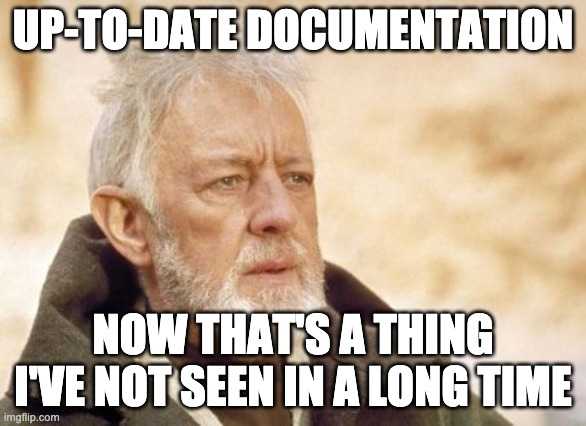 UP-TO-DATE DOCUMENTATION
NOW THAT'S A THING
I'VE NOT SEEN IN A LONG TIME
imgflip.com